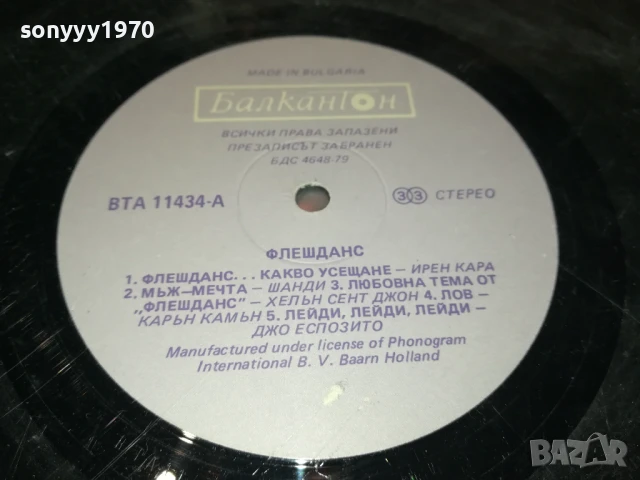 sonyyy1970
MADE IN BULGARIA
БалканТон
ВСИЧКИ ПРАВА ЗАПАЗЕНИ
ПРЕЗАПИСЪТ ЗАБРАНЕН
БДС 4648-79
ВТА 11434-А
33 СТЕРЕО
ФЛЕШДАНС
1. ФЛЕШДАНС... КАКВО УСЕЩАНЕ — ИРЕН КАРА
2. МЪЖ—МЕЧТА — ШАНДИ 3. ЛЮБОВНА ТЕМА ОТ
„ФЛЕШДАНС" — ХЕЛЪН СЕНТ ДЖОН 4. ЛОВ —
КАРЪН КАМЪН 5. ЛЕЙДИ, ЛЕЙДИ, ЛЕЙДИ —
ДЖО ЕСПОЗИТО
Manufactured under license of Phonogram
International B. V. Baarn Holland
BAZAR